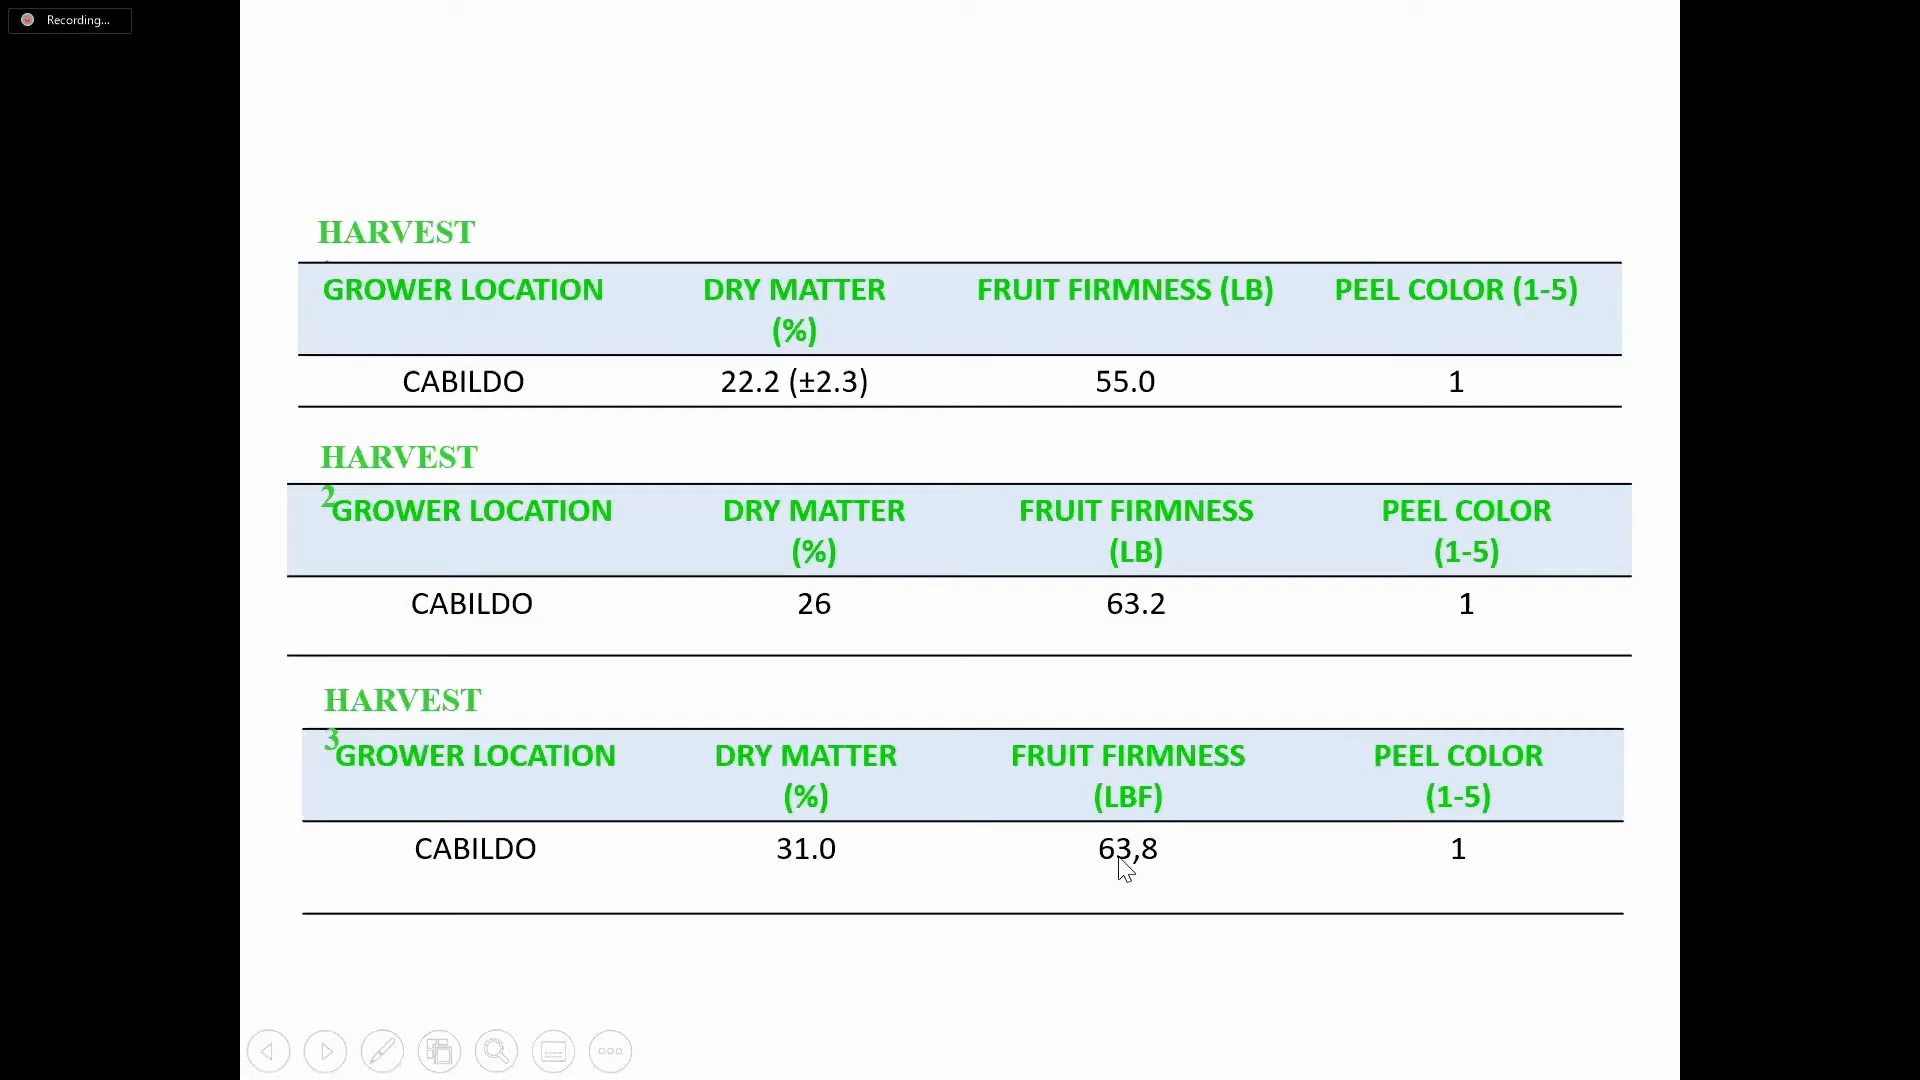 Recording...
HARVEST
GROWER LOCATION DRY MATTER FRUIT FIRMNESS (LB) PEEL COLOR (1-5)
(%)
CABILDO 22.2 (±2.3) 55.0 1
HARVEST
2
GROWER LOCATION DRY MATTER FRUIT FIRMNESS PEEL COLOR
(%) (LB) (1-5)
CABILDO 26 63.2 1
HARVEST
3
GROWER LOCATION DRY MATTER FRUIT FIRMNESS PEEL COLOR
(%) (LBF) (1-5)
CABILDO 31.0 63,8 1